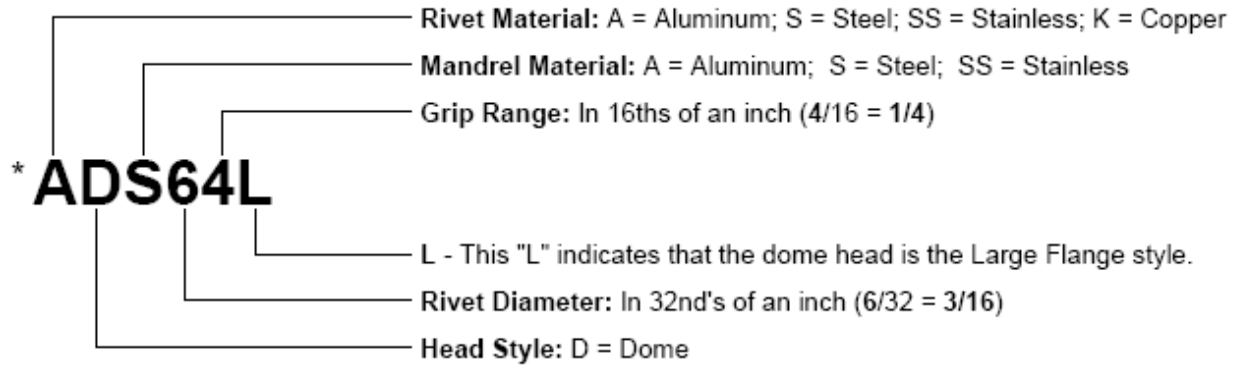 Rivet Material: A = Aluminum; S = Steel; SS = Stainless; K = Copper
Mandrel Material: A = Aluminum; S = Steel; SS = Stainless
Grip Range: In 16ths of an inch (4/16 = 1/4)
*ADS64L
L - This "L" indicates that the dome head is the Large Flange style.
Rivet Diameter: In 32nd's of an inch (6/32 = 3/16)
Head Style: D = Dome